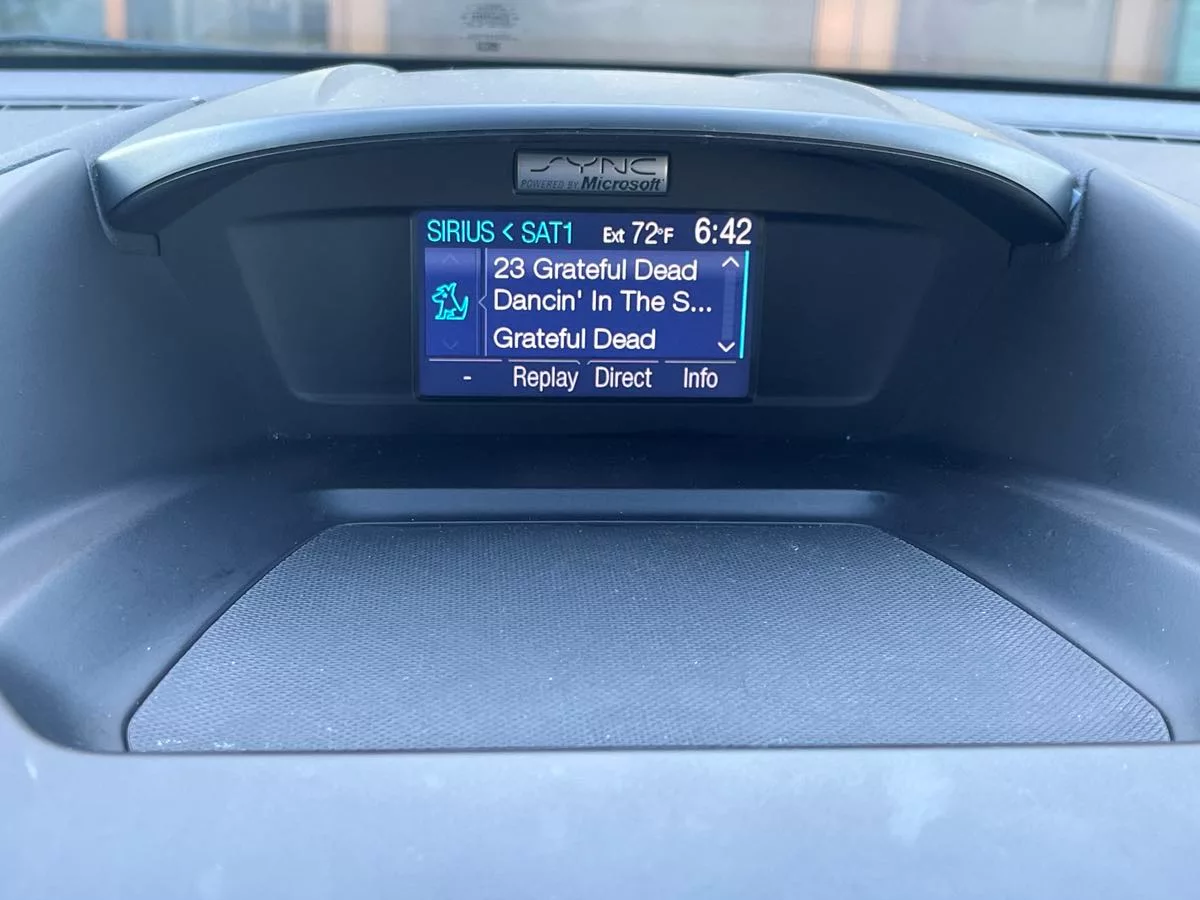 SYNC
POWERED BY Microsoft
SIRIUS < SAT1 Ext 72°F 6:42
23 Grateful Dead
Dancin' In The S...
Grateful Dead
- Replay Direct Info